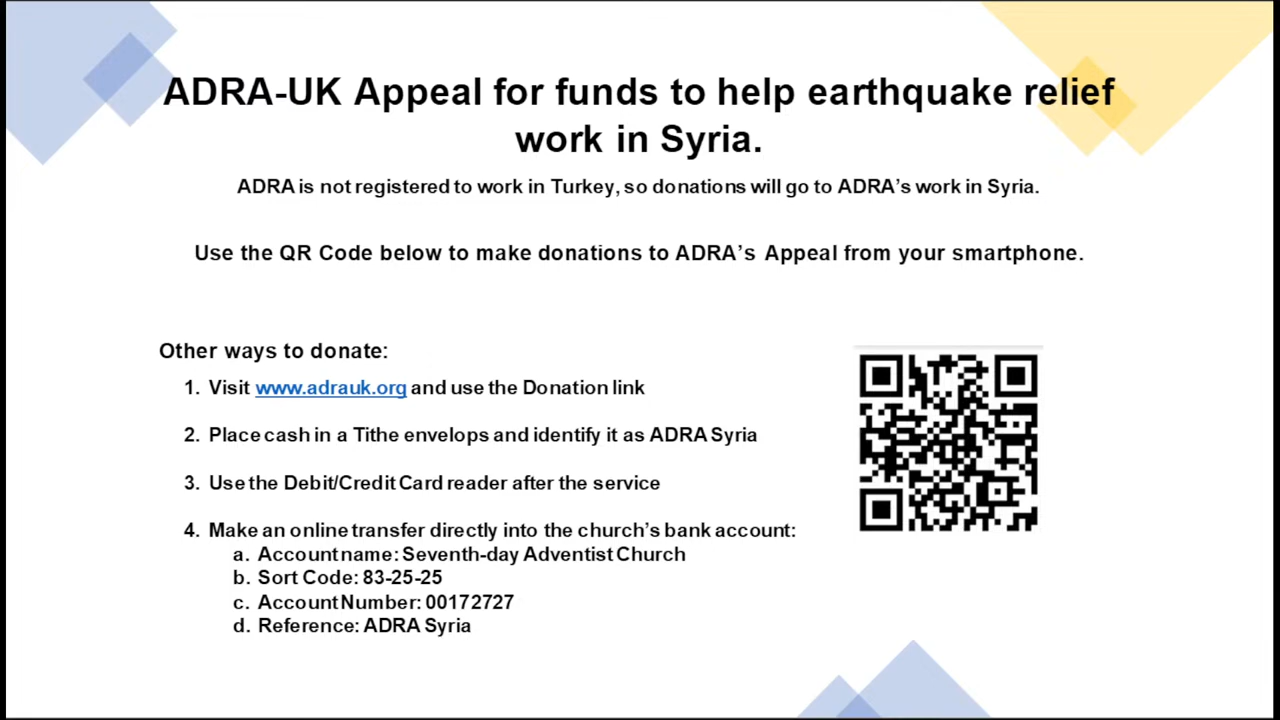 ADRA-UK Appeal for funds to help earthquake relief
work in Syria.
ADRA is not registered to work in Turkey, so donations will go to ADRA’s work in Syria.
Use the QR Code below to make donations to ADRA’s Appeal from your smartphone.
Other ways to donate:
1. Visit www.adrauk.org and use the Donation link
2. Place cash in a Tithe envelops and identify it as ADRA Syria
3. Use the Debit/Credit Card reader after the service
4. Make an online transfer directly into the church’s bank account:
a. Account name: Seventh-day Adventist Church
b. Sort Code: 83-25-25
c. Account Number: 00172727
d. Reference: ADRA Syria